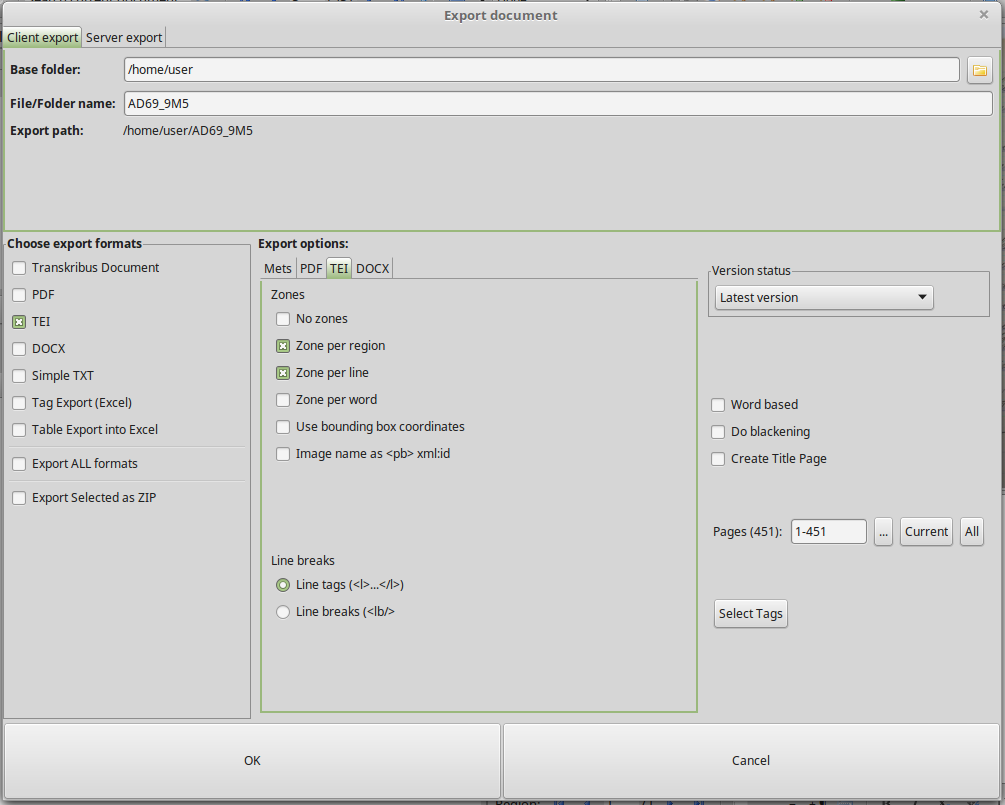 Export document
Client export Server export
Base folder: /home/user
File/Folder name: AD69_9M5
Export path: /home/user/AD69_9M5
Choose export formats
Transkribus Document
PDF
TEI
DOCX
Simple TXT
Tag Export (Excel)
Table Export into Excel
Export ALL formats
Export Selected as ZIP
Export options:
Mets PDF TEI DOCX
Zones
No zones
Zone per region
Zone per line
Zone per word
Use bounding box coordinates
Image name as <pb> xml:id
Line breaks
Line tags (<l>...</l>)
Line breaks (<lb/>
Version status
Latest version
Word based
Do blackening
Create Title Page
Pages (451): 1-451 ... Current All
Select Tags
OK Cancel
Region: